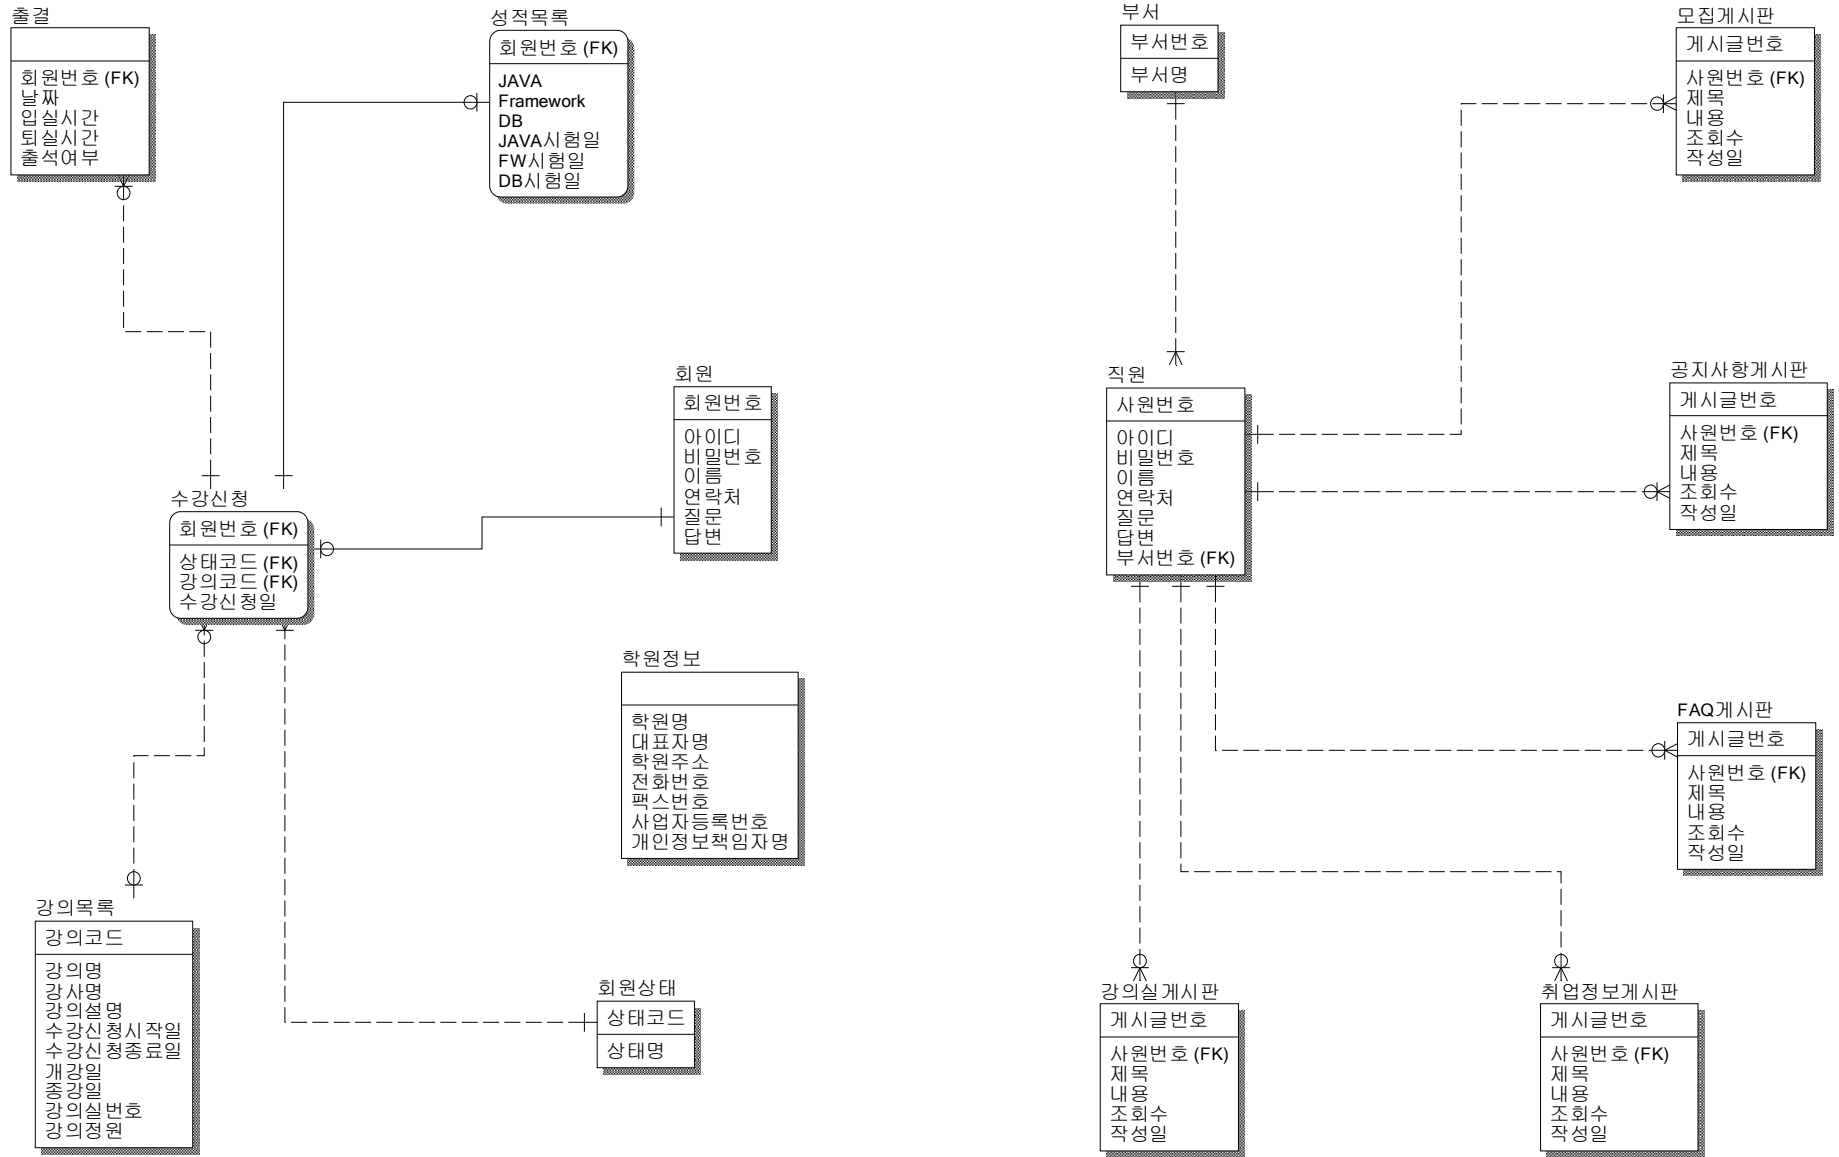 출결
회원번호 (FK)
날짜
입실시간
퇴실시간
출석여부
성적목록
회원번호 (FK)
JAVA
Framework
DB
JAVA시험일
FW시험일
DB시험일
부서
부서번호
부서명
모집게시판
게시글번호
사원번호 (FK)
제목
내용
조회수
작성일
회원
회원번호
아이디
비밀번호
이름
연락처
질문
답변
직원
사원번호
아이디
비밀번호
이름
연락처
질문
답변
부서번호 (FK)
공지사항게시판
게시글번호
사원번호 (FK)
제목
내용
조회수
작성일
수강신청
회원번호 (FK)
상태코드 (FK)
강의코드 (FK)
수강신청일
학원정보
학원명
대표자명
학원주소
전화번호
팩스번호
사업자등록번호
개인정보책임자명
FAQ게시판
게시글번호
사원번호 (FK)
제목
내용
조회수
작성일
강의목록
강의코드
강의명
강사명
강의설명
수강신청시작일
수강신청종료일
개강일
종강일
강의실번호
강의정원
회원상태
상태코드
상태명
강의실게시판
게시글번호
사원번호 (FK)
제목
내용
조회수
작성일
취업정보게시판
게시글번호
사원번호 (FK)
제목
내용
조회수
작성일